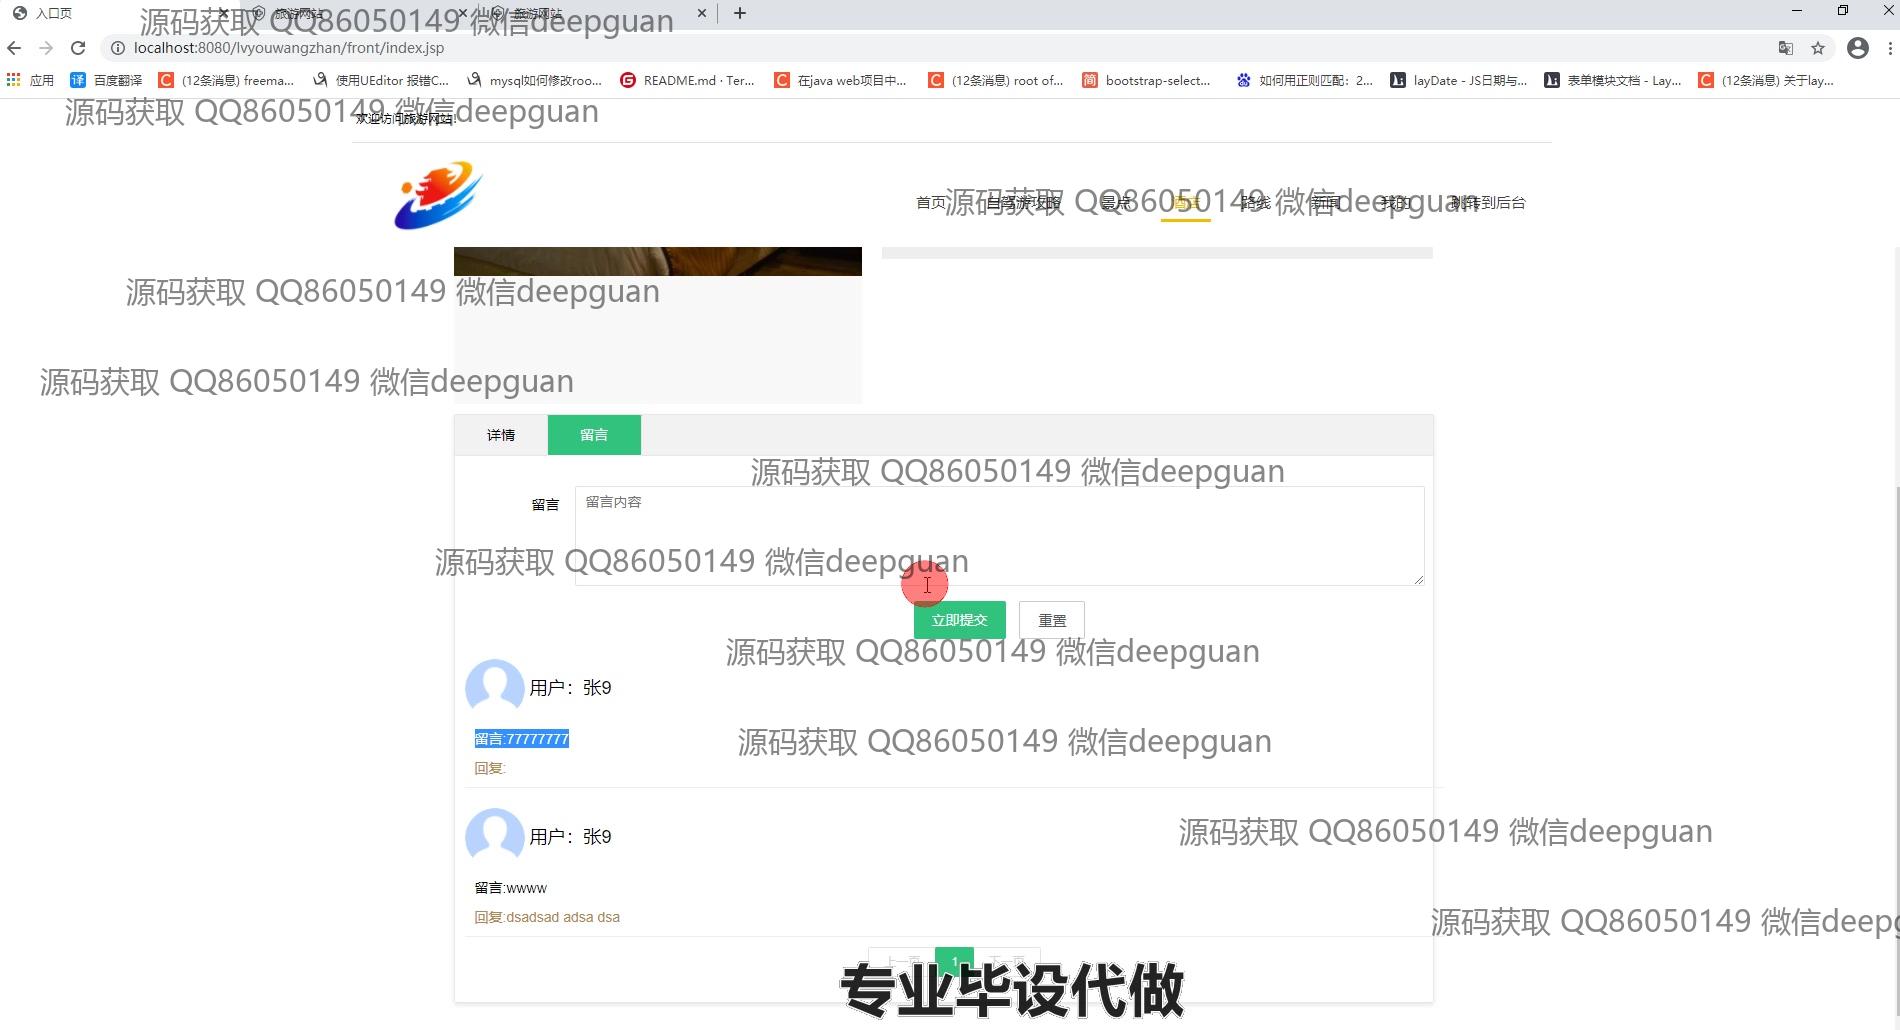 入口页
旅游网站
旅游网站
源码获取 QQ86050149 微信deepguan
localhost:8080/lvyouwangzhan/front/index.jsp
应用
译 百度翻译
(12条消息) freema...
使用UEditor 报错C...
mysql如何修改roo...
README.md · Ter...
在java web项目中...
(12条消息) root of...
简 bootstrap-select...
如何用正则匹配：2...
layDate - JS日期与...
表单模块文档 - Lay...
(12条消息) 关于lay...
源码获取 QQ86050149 微信deepguan
欢迎访问旅游网站!
首页 自驾游攻略 景点 酒店 路线 新闻 我的 跳转到后台
源码获取 QQ86050149 微信deepguan
源码获取 QQ86050149 微信deepguan
源码获取 QQ86050149 微信deepguan
详情 留言
源码获取 QQ86050149 微信deepguan
留言 留言内容
源码获取 QQ86050149 微信deepguan
立即提交 重置
源码获取 QQ86050149 微信deepguan
用户：张9
留言:77777777
源码获取 QQ86050149 微信deepguan
回复:
用户：张9
源码获取 QQ86050149 微信deepguan
留言:wwww
回复:dsadsad adsa dsa
源码获取 QQ86050149 微信deepg
上一页 1 下一页
专业毕设代做